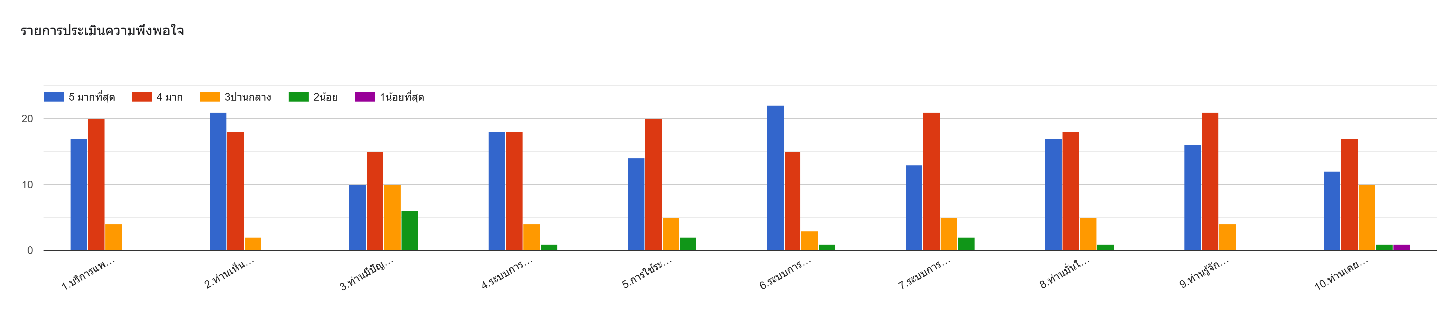 รายการประเมินความพึงพอใจ
5 มากที่สุด 4 มาก 3ปานกลาง 2น้อย 1น้อยที่สุด
20
10
0
1.บริการแพ…
2.ท่านเห็น…
3.ท่านมีปัญ…
4.ระบบการ…
5.การใช้ระ…
6.ระบบการ…
7.ระบบการ…
8.ท่านมั่นใ…
9.ท่านรู้จัก…
10.ท่านเคย…